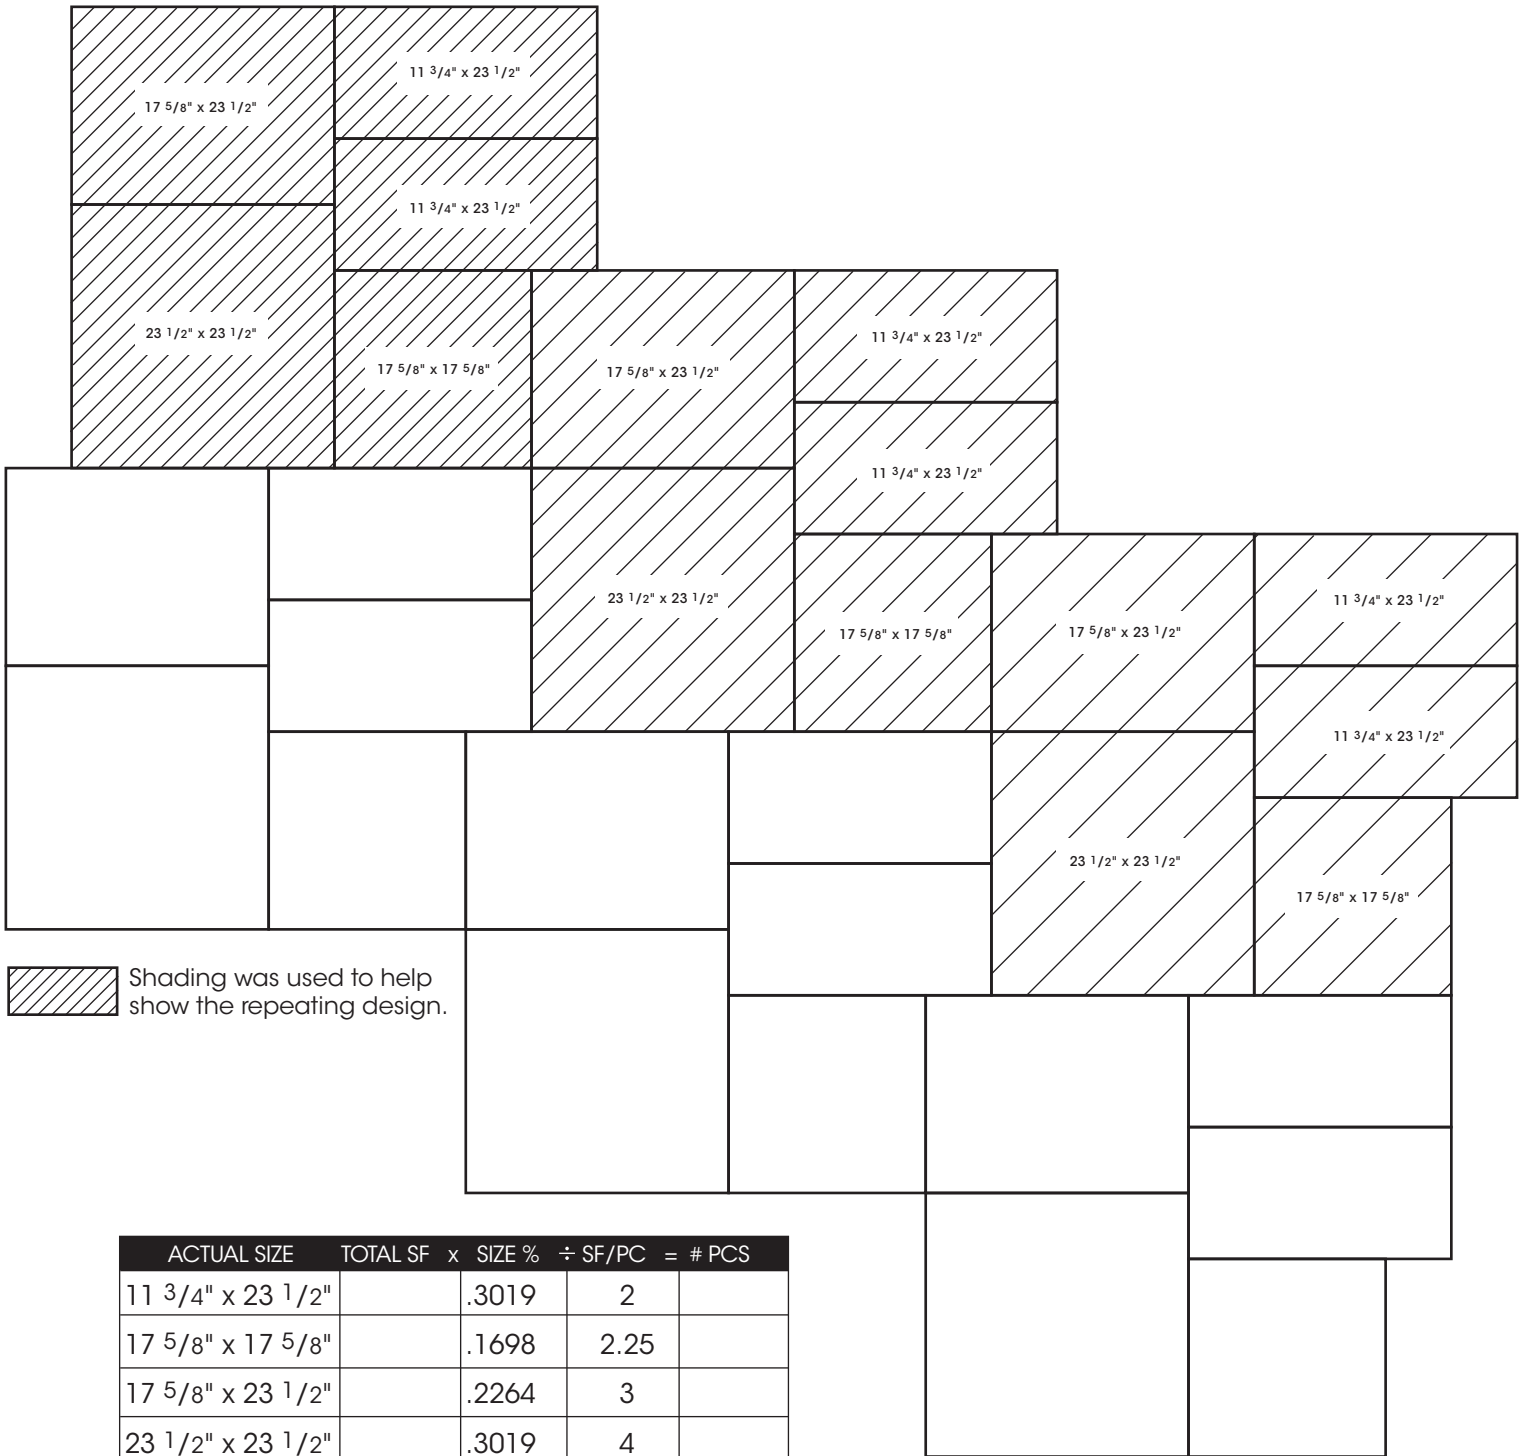 11 3/4" x 23 1/2"
17 5/8" x 23 1/2"
11 3/4" x 23 1/2"
23 1/2" x 23 1/2"
17 5/8" x 17 5/8"
17 5/8" x 23 1/2"
11 3/4" x 23 1/2"
11 3/4" x 23 1/2"
23 1/2" x 23 1/2"
17 5/8" x 17 5/8"
17 5/8" x 23 1/2"
11 3/4" x 23 1/2"
11 3/4" x 23 1/2"
23 1/2" x 23 1/2"
17 5/8" x 17 5/8"
Shading was used to help
show the repeating design.
ACTUAL SIZE TOTAL SF x SIZE % ÷ SF/PC = # PCS
11 3/4" x 23 1/2" .3019 2
17 5/8" x 17 5/8" .1698 2.25
17 5/8" x 23 1/2" .2264 3
23 1/2" x 23 1/2" .3019 4